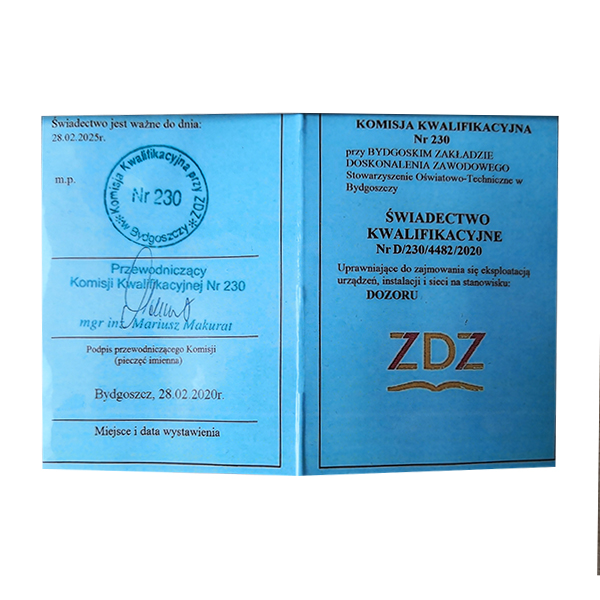 Świadectwo jest ważne do dnia:
28.02.2025r.
m.p.
Komisja Kwalifikacyjna przy ZDZ
Nr 230
w Bydgoszczy
Przewodniczący
Komisji Kwalifikacyjnej Nr 230
mgr inż. Mariusz Makurat
Podpis przewodniczącego Komisji
(pieczęć imienna)
Bydgoszcz, 28.02.2020r.
Miejsce i data wystawienia
KOMISJA KWALIFIKACYJNA
Nr 230
przy BYDGOSKIM ZAKŁADZIE
DOSKONALENIA ZAWODOWEGO
Stowarzyszenie Oświatowo-Techniczne w
Bydgoszczy
ŚWIADECTWO
KWALIFIKACYJNE
Nr D/230/4482/2020
Uprawniające do zajmowania się eksploatacją
urządzeń, instalacji i sieci na stanowisku:
DOZORU
ZDZ